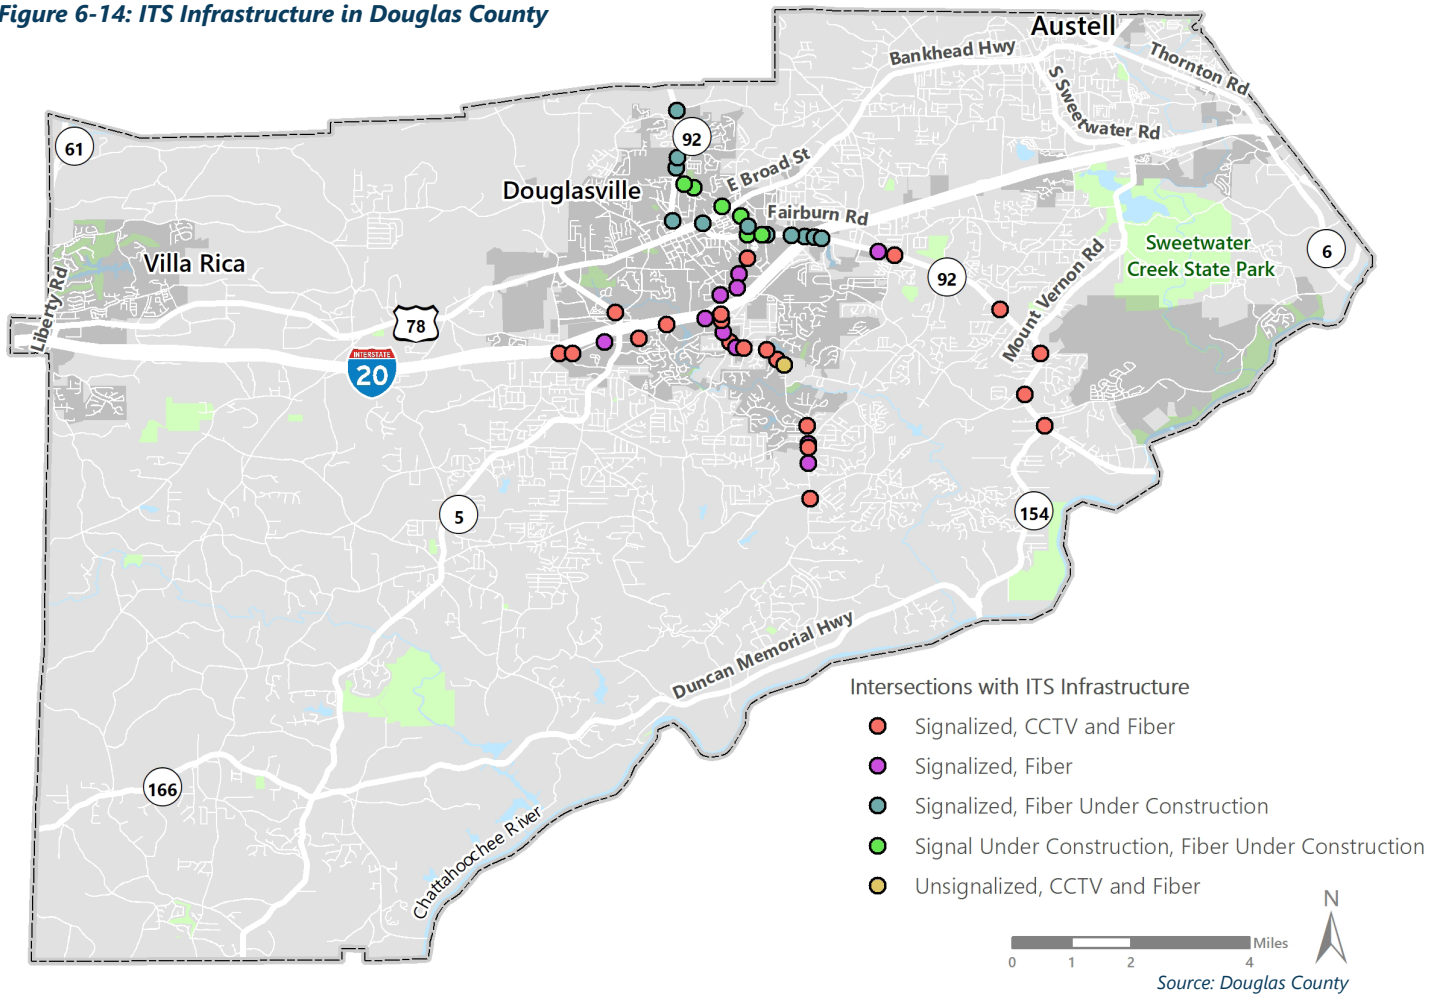 Figure 6-14: ITS Infrastructure in Douglas County
Austell
Bankhead Hwy
Thornton Rd
S Sweetwater Rd
61
92
E Broad St
Douglasville
Fairburn Rd
Sweetwater
Creek State Park
6
Villa Rica
92
Liberty Rd
Mount Vernon Rd
78
INTERSTATE
20
5
154
Duncan Memorial Hwy
166
Chattahoochee River
Intersections with ITS Infrastructure
Signalized, CCTV and Fiber
Signalized, Fiber
Signalized, Fiber Under Construction
Signal Under Construction, Fiber Under Construction
Unsignalized, CCTV and Fiber
N
Miles
0 1 2 4
Source: Douglas County